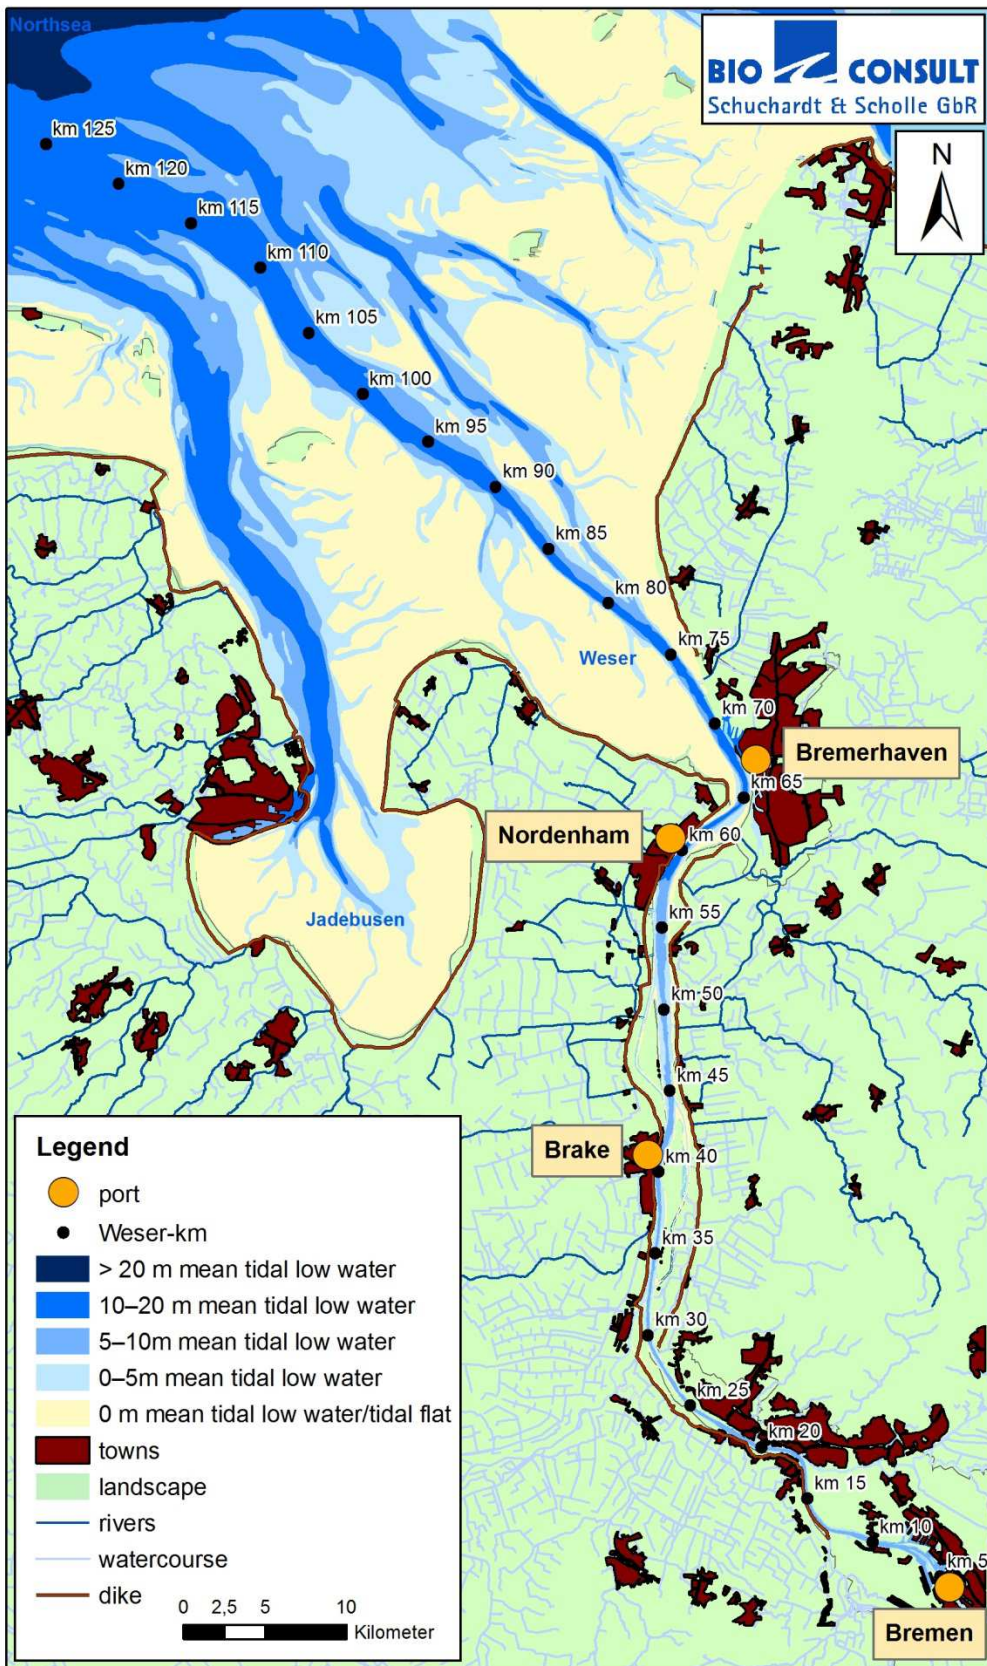 Northsea
BIO CONSULT
Schuchardt & Scholle GbR
N
km 125
km 120
km 115
km 110
km 105
km 100
km 95
km 90
km 85
km 80
km 75
Weser
km 70
Bremerhaven
km 65
Nordenham
km 60
Jadebusen
km 55
km 50
km 45
Brake
km 40
km 35
km 30
km 25
km 20
km 15
km 10
km 5
Bremen
Legend
port
Weser-km
> 20 m mean tidal low water
10–20 m mean tidal low water
5–10m mean tidal low water
0–5m mean tidal low water
0 m mean tidal low water/tidal flat
towns
landscape
rivers
watercourse
dike
0 2,5 5 10
Kilometer